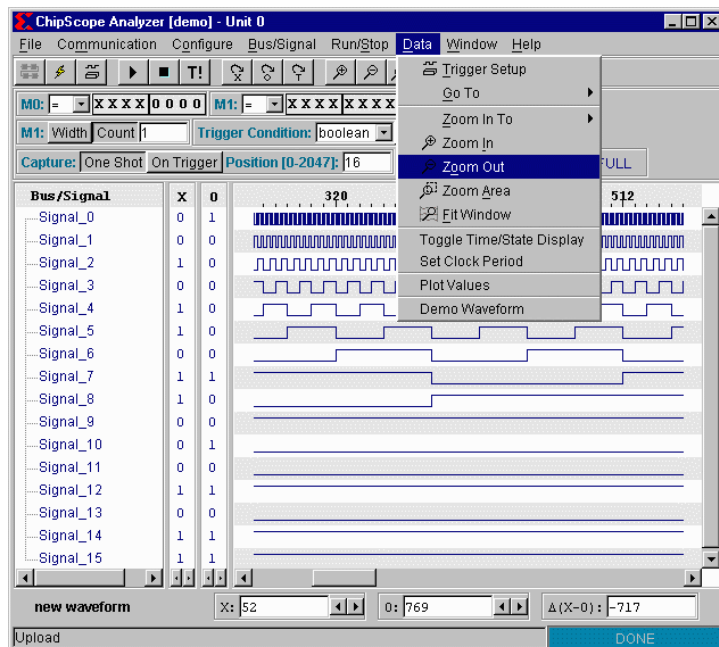 ChipScope Analyzer [demo] - Unit 0
File Communication Configure Bus/Signal Run/Stop Data Window Help
T!
M0: = X X X X 0 0 0 0 M1: = X X X X X X X X
M1: Width Count 1 Trigger Condition: boolean
Capture: One Shot On Trigger Position [0-2047]: 16 FULL
Trigger Setup
Go To
Zoom In To
Zoom In
Zoom Out
Zoom Area
Fit Window
Toggle Time/State Display
Set Clock Period
Plot Values
Demo Waveform
Bus/Signal X 0 320 512
Signal_0 0 1
Signal_1 0 0
Signal_2 1 0
Signal_3 0 0
Signal_4 1 0
Signal_5 1 0
Signal_6 0 0
Signal_7 1 1
Signal_8 1 0
Signal_9 0 0
Signal_10 0 1
Signal_11 0 0
Signal_12 1 1
Signal_13 0 0
Signal_14 1 1
Signal_15 1 1
new waveform X: 52 0: 769 Δ(X-0): -717
Upload DONE